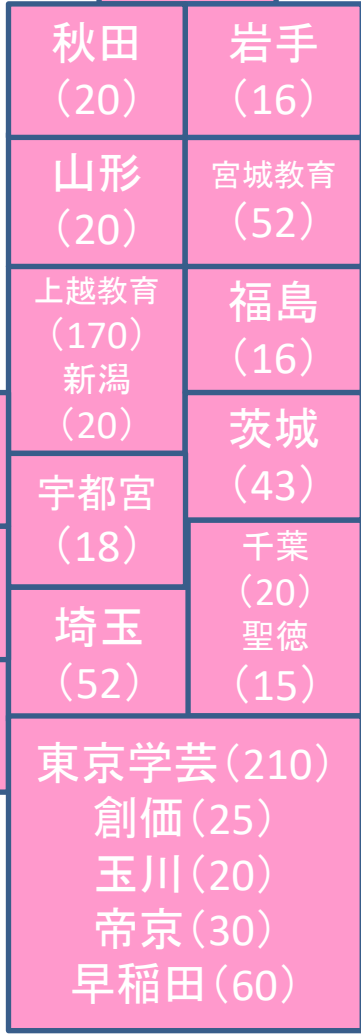 秋田
（20）
岩手
（16）
山形
（20）
宮城教育
（52）
上越教育
（170）
新潟
（20）
福島
（16）
茨城
（43）
宇都宮
（18）
千葉
（20）
聖徳
（15）
埼玉
（52）
東京学芸（210）
創価（25）
玉川（20）
帝京（30）
早稲田（60）